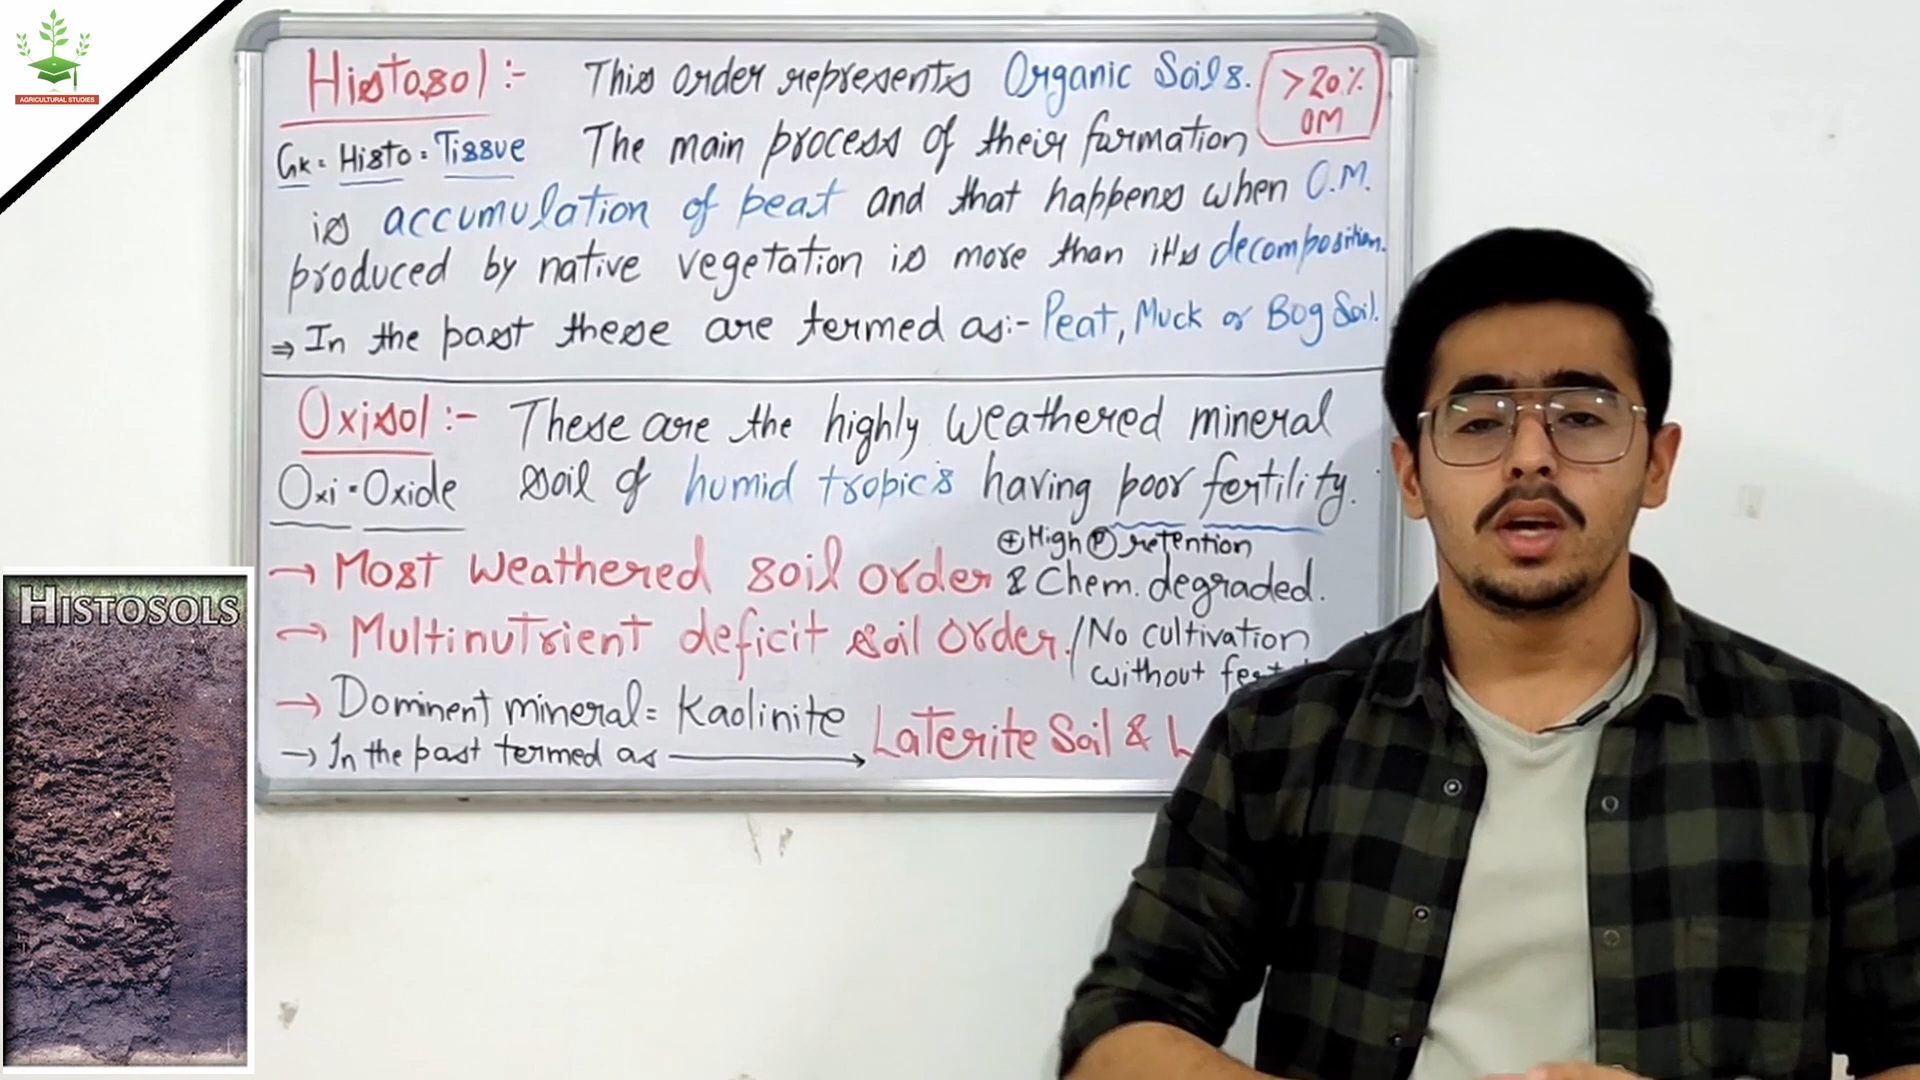 AGRICULTURAL STUDIES
Histosol :- This order represents Organic Soils. >20% OM
Gk = Histo = Tissue The main process of their formation
is accumulation of peat and that happens when O.M.
produced by native vegetation is more than it's decomposition.
⇒ In the past these are termed as:- Peat, Muck or Bog Soil.
Oxisol :- These are the highly weathered mineral
Oxi = Oxide soil of humid tropic's having poor fertility.
⊕ High Ⓟ retention
→ Most weathered soil order & Chem. degraded.
→ Multinutrient deficit soil order. / No cultivation
without
→ Dominent mineral = Kaolinite
→ In the past termed as → Laterite Soil & L
HISTOSOLS